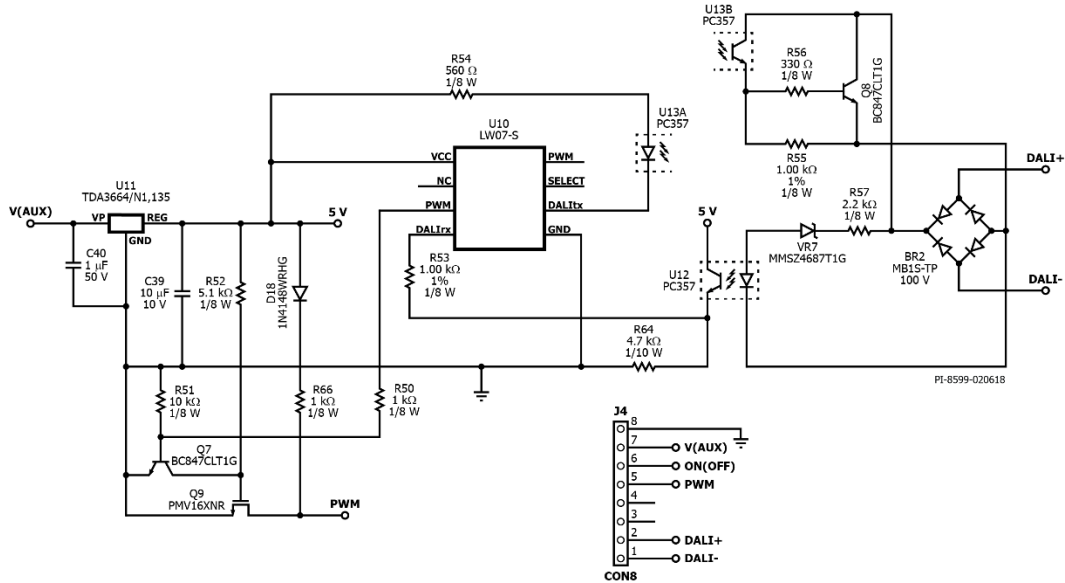 U13B
PC357
R54
560 Ω
1/8 W
R56
330 Ω
1/8 W
Q8
BC847CLT1G
U13A
PC357
U10
LW07-S
VCC
NC
PWM
DALIrx
PWM
SELECT
DALItx
GND
R55
1.00 kΩ
1%
1/8 W
DALI+
U11
TDA3664/N1,135
V(AUX)
VP
REG
GND
5 V
5 V
R57
2.2 kΩ
1/8 W
VR7
MMSZ4687T1G
BR2
MB1S-TP
100 V
DALI-
C40
1 µF
50 V
C39
10 µF
10 V
R52
5.1 kΩ
1/8 W
D18
1N4148WRHG
R53
1.00 kΩ
1%
1/8 W
U12
PC357
R64
4.7 kΩ
1/10 W
PI-8599-020618
R51
10 kΩ
1/8 W
R66
1 kΩ
1/8 W
R50
1 kΩ
1/8 W
Q7
BC847CLT1G
Q9
PMV16XNR
PWM
J4
8
7 V(AUX)
6 ON(OFF)
5 PWM
4
3
2 DALI+
1 DALI-
CON8